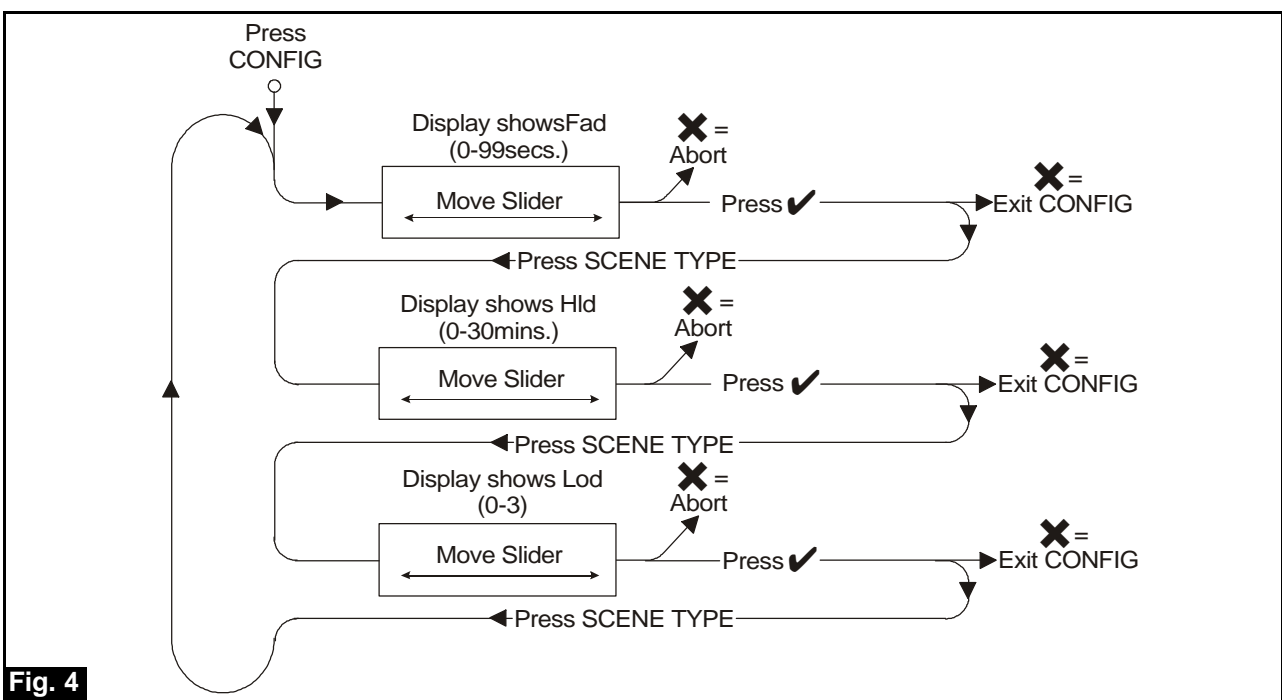 Press
CONFIG
Display showsFad
(0-99secs.)
Move Slider
✖ =
Abort
Press ✔
✖ =
Exit CONFIG
Press SCENE TYPE
Display shows Hld
(0-30mins.)
Move Slider
✖ =
Abort
Press ✔
✖ =
Exit CONFIG
Press SCENE TYPE
Display shows Lod
(0-3)
Move Slider
✖ =
Abort
Press ✔
✖ =
Exit CONFIG
Press SCENE TYPE
Fig. 4